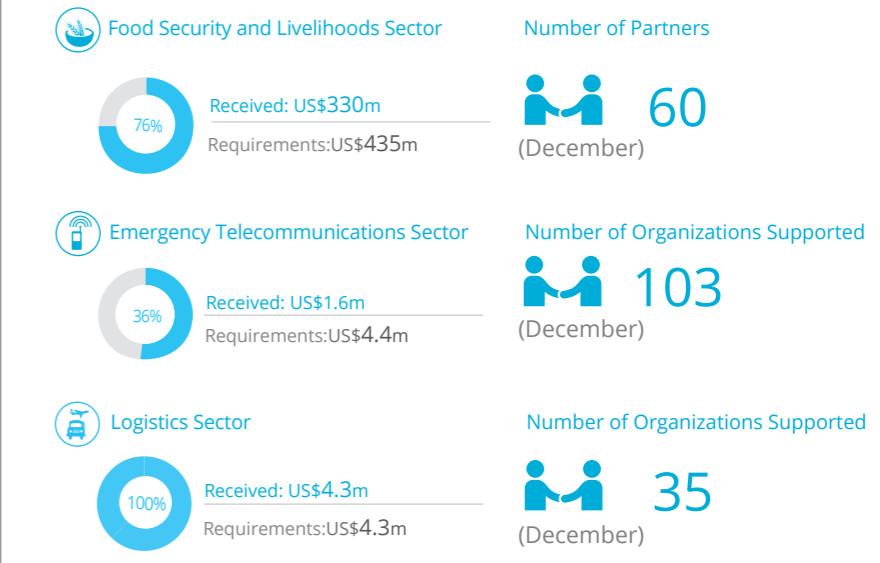 Food Security and Livelihoods Sector
Number of Partners
76%
Received: US$330m
Requirements:US$435m
60
(December)
Emergency Telecommunications Sector
Number of Organizations Supported
36%
Received: US$1.6m
Requirements:US$4.4m
103
(December)
Logistics Sector
Number of Organizations Supported
100%
Received: US$4.3m
Requirements:US$4.3m
35
(December)